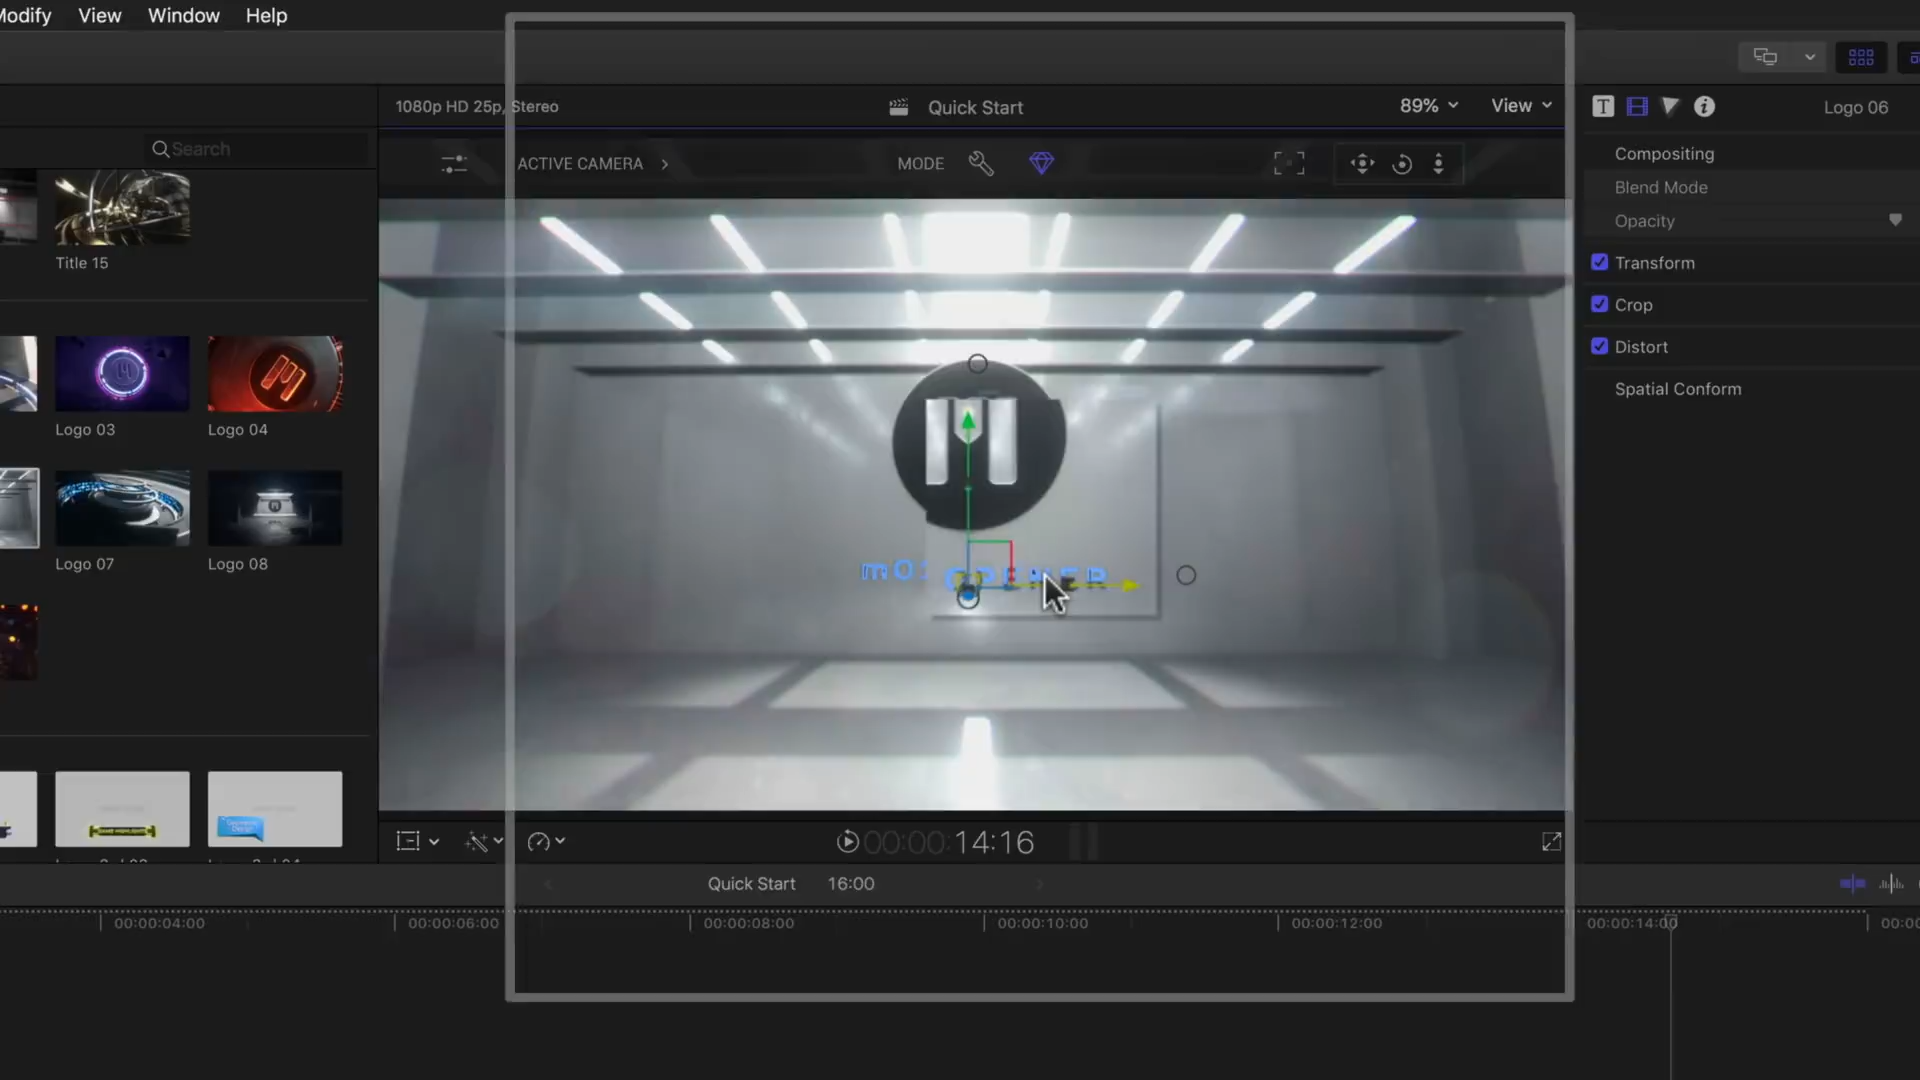 Modify View Window Help
1080p HD 25p, Stereo
Quick Start
89%
View
Logo 06
Search
ACTIVE CAMERA
MODE
Compositing
Blend Mode
Opacity
Transform
Crop
Distort
Spatial Conform
Title 15
Logo 03
Logo 04
Logo 07
Logo 08
00:00:00:14:16
Quick Start 16:00
00:00:04:00
00:00:06:00
00:00:08:00
00:00:10:00
00:00:12:00
00:00:14:00